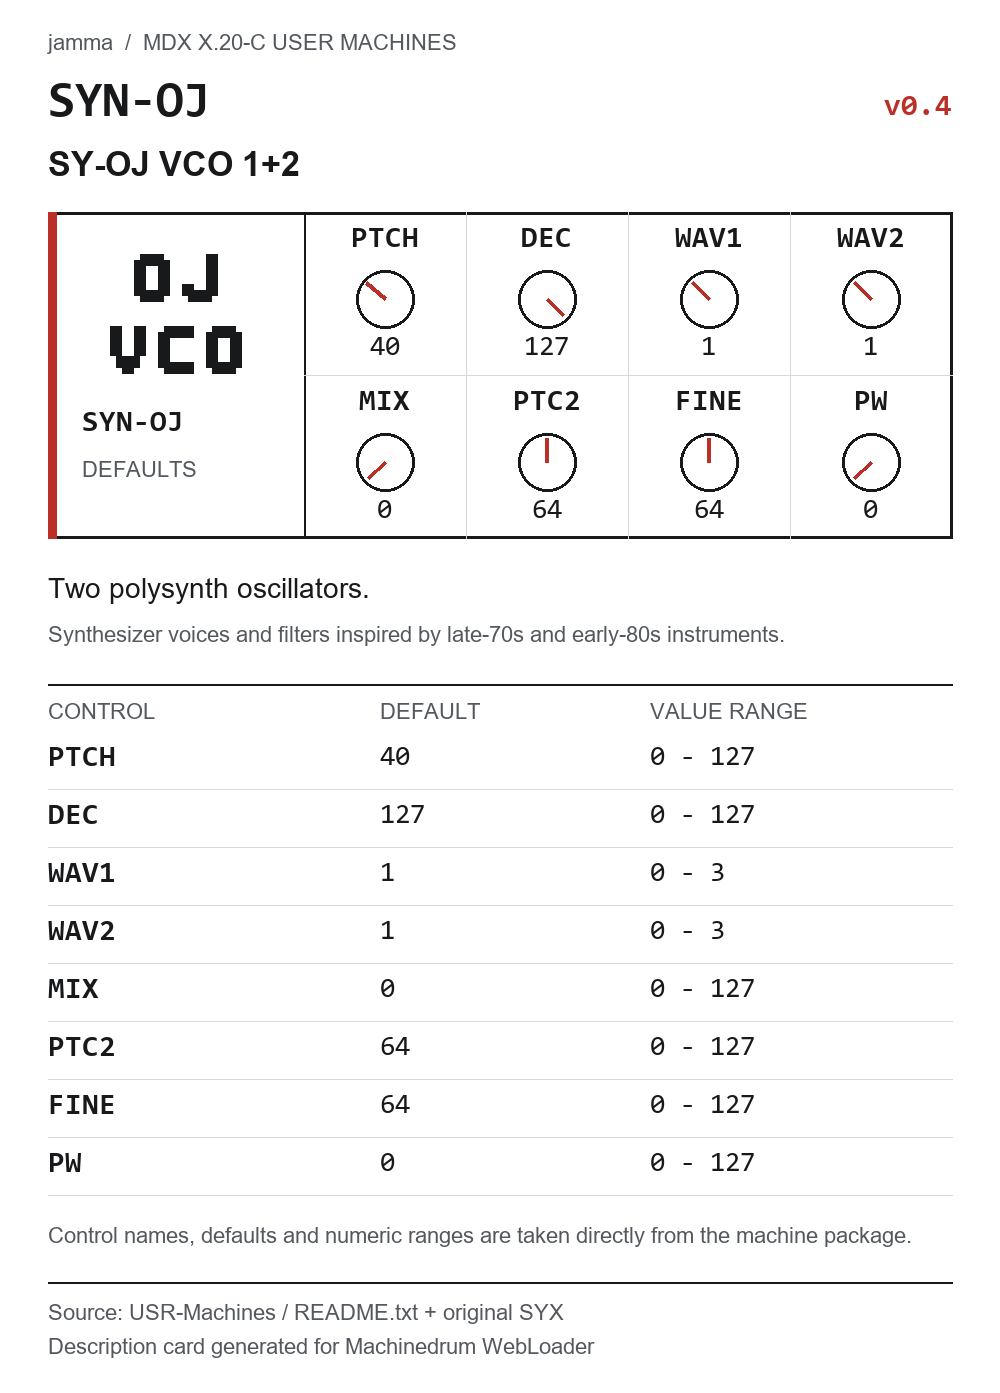 jamma / MDX X.20-C USER MACHINES
SYN-OJ
v0.4
SY-OJ VCO 1+2
OJ
VCO
SYN-OJ
DEFAULTS
PTCH DEC WAV1 WAV2
40 127 1 1
MIX PTC2 FINE PW
0 64 64 0
Two polysynth oscillators.
Synthesizer voices and filters inspired by late-70s and early-80s instruments.
CONTROL DEFAULT VALUE RANGE
PTCH 40 0 - 127
DEC 127 0 - 127
WAV1 1 0 - 3
WAV2 1 0 - 3
MIX 0 0 - 127
PTC2 64 0 - 127
FINE 64 0 - 127
PW 0 0 - 127
Control names, defaults and numeric ranges are taken directly from the machine package.
Source: USR-Machines / README.txt + original SYX
Description card generated for Machinedrum WebLoader